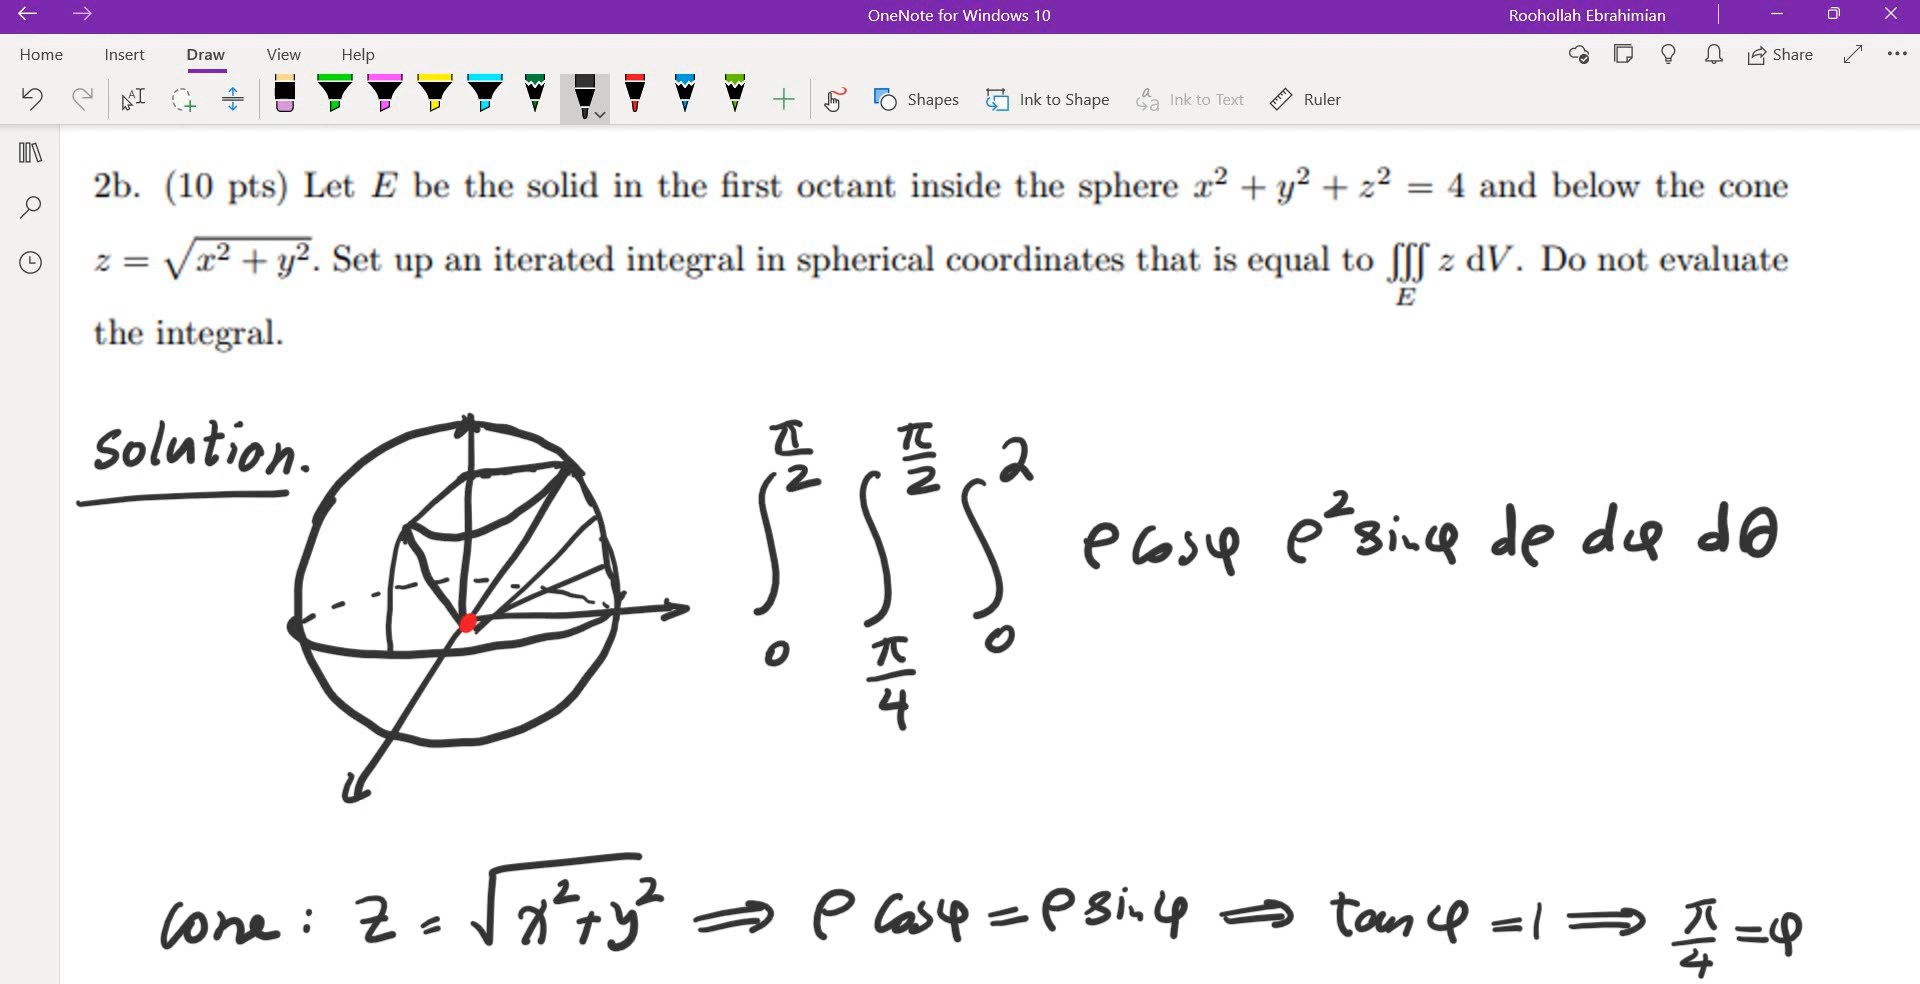 OneNote for Windows 10
Roohollah Ebrahimian
Home Insert Draw View Help Share
Shapes Ink to Shape Ink to Text Ruler
2b. (10 pts) Let E be the solid in the first octant inside the sphere x² + y² + z² = 4 and below the cone
z = √(x² + y²). Set up an iterated integral in spherical coordinates that is equal to ∭_E z dV. Do not evaluate
the integral.
Solution.
∫_0^{π/2} ∫_{π/4}^{π/2} ∫_0^2 ρ cosφ ρ² sinφ dρ dφ dθ
Cone : z = √(x²+y²) ⟹ ρ cosφ = ρ sinφ ⟹ tanφ = 1 ⟹ π/4 = φ